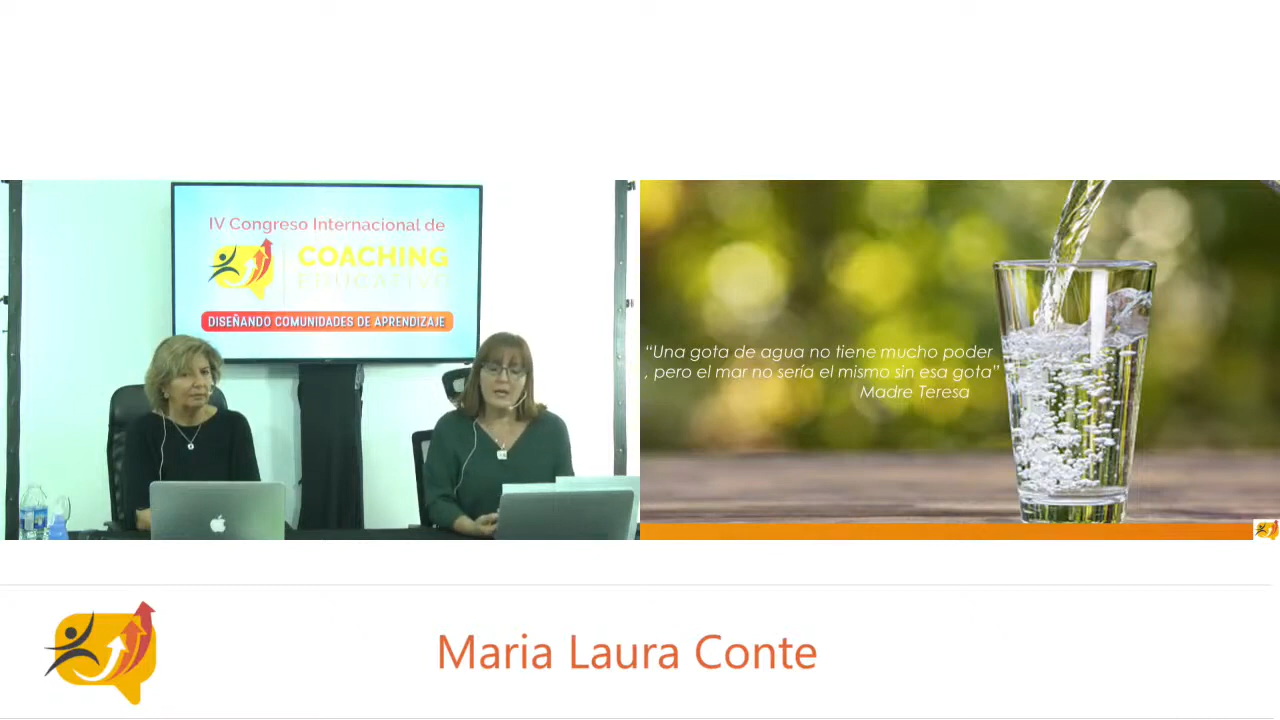 IV Congreso Internacional de
COACHING
EDUCATIVO
DISEÑANDO COMUNIDADES DE APRENDIZAJE
“Una gota de agua no tiene mucho poder
, pero el mar no sería el mismo sin esa gota”
Madre Teresa
Maria Laura Conte